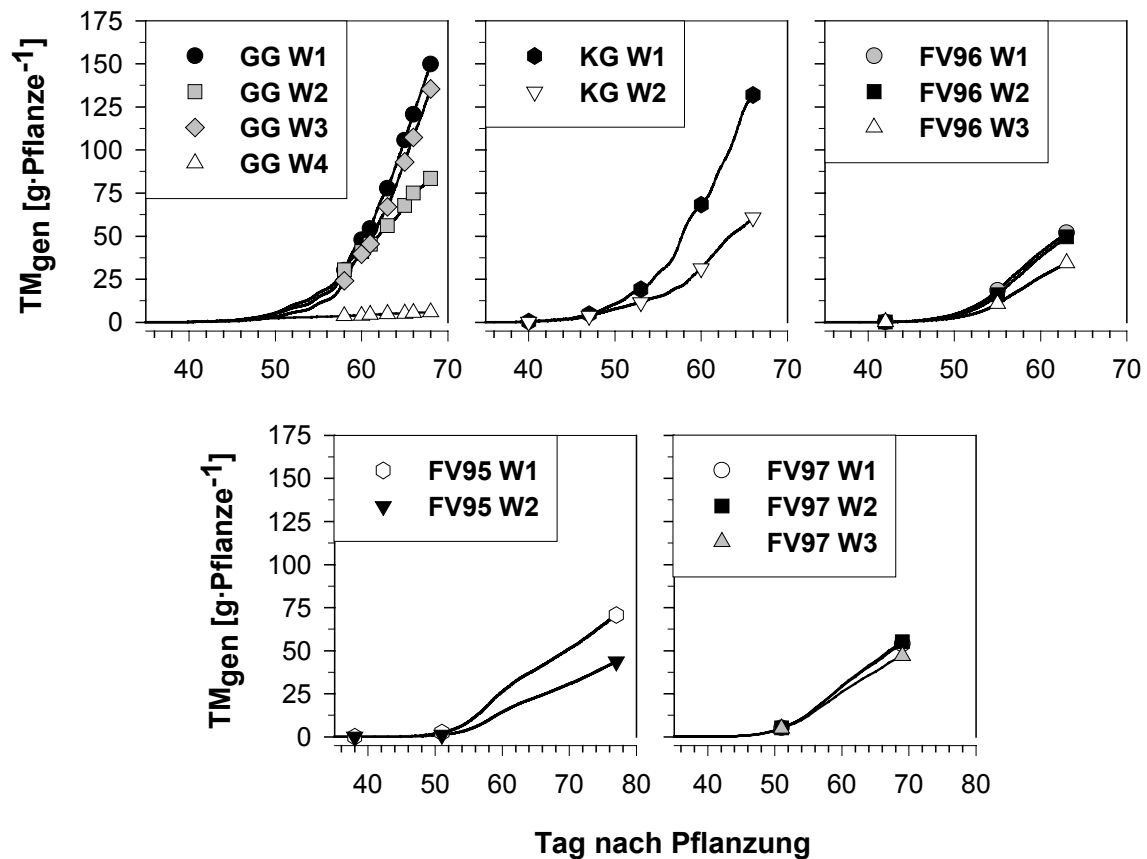 TMgen [g·Pflanze-1]
175
150
125
100
75
50
25
0
GG W1
GG W2
GG W3
GG W4
KG W1
KG W2
FV96 W1
FV96 W2
FV96 W3
40 50 60 70
40 50 60 70
40 50 60 70
TMgen [g·Pflanze-1]
175
150
125
100
75
50
25
0
FV95 W1
FV95 W2
FV97 W1
FV97 W2
FV97 W3
40 50 60 70 80
40 50 60 70 80
Tag nach Pflanzung